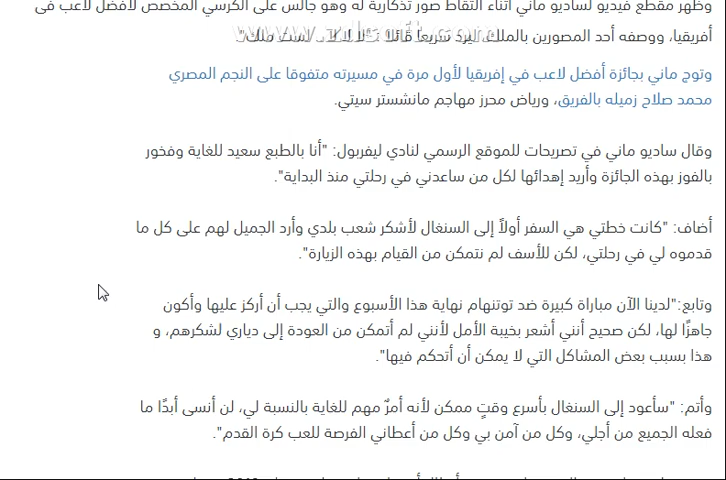 وظهر مقطع فيديو لساديو ماني أثناء التقاط صور تذكارية له وهو جالس على الكرسي المخصص لأفضل لاعب في
أفريقيا، ووصفه أحد المصورين بالملك، ليرد سريعا قائلا: "لا لا .. لست ملك".
وتوج ماني بجائزة أفضل لاعب في إفريقيا لأول مرة في مسيرته متفوقا على النجم المصري
محمد صلاح زميله بالفريق، ورياض محرز مهاجم مانشستر سيتي.
وقال ساديو ماني في تصريحات للموقع الرسمي لنادي ليفربول: "أنا بالطبع سعيد للغاية وفخور
بالفوز بهذه الجائزة وأريد إهدائها لكل من ساعدني في رحلتي منذ البداية".
أضاف: "كانت خطتي هي السفر أولاً إلى السنغال لأشكر شعب بلدي وأرد الجميل لهم على كل ما
قدموه لي في رحلتي، لكن للأسف لم نتمكن من القيام بهذه الزيارة".
وتابع:"لدينا الآن مباراة كبيرة ضد توتنهام نهاية هذا الأسبوع والتي يجب أن أركز عليها وأكون
جاهزًا لها، لكن صحيح أنني أشعر بخيبة الأمل لأنني لم أتمكن من العودة إلى دياري لشكرهم، و
هذا بسبب بعض المشاكل التي لا يمكن أن أتحكم فيها".
وأتم: "سأعود إلى السنغال بأسرع وقتٍ ممكن لأنه أمرٌ مهم للغاية بالنسبة لي، لن أنسى أبدًا ما
فعله الجميع من أجلي، وكل من آمن بي وكل من أعطاني الفرصة للعب كرة القدم".